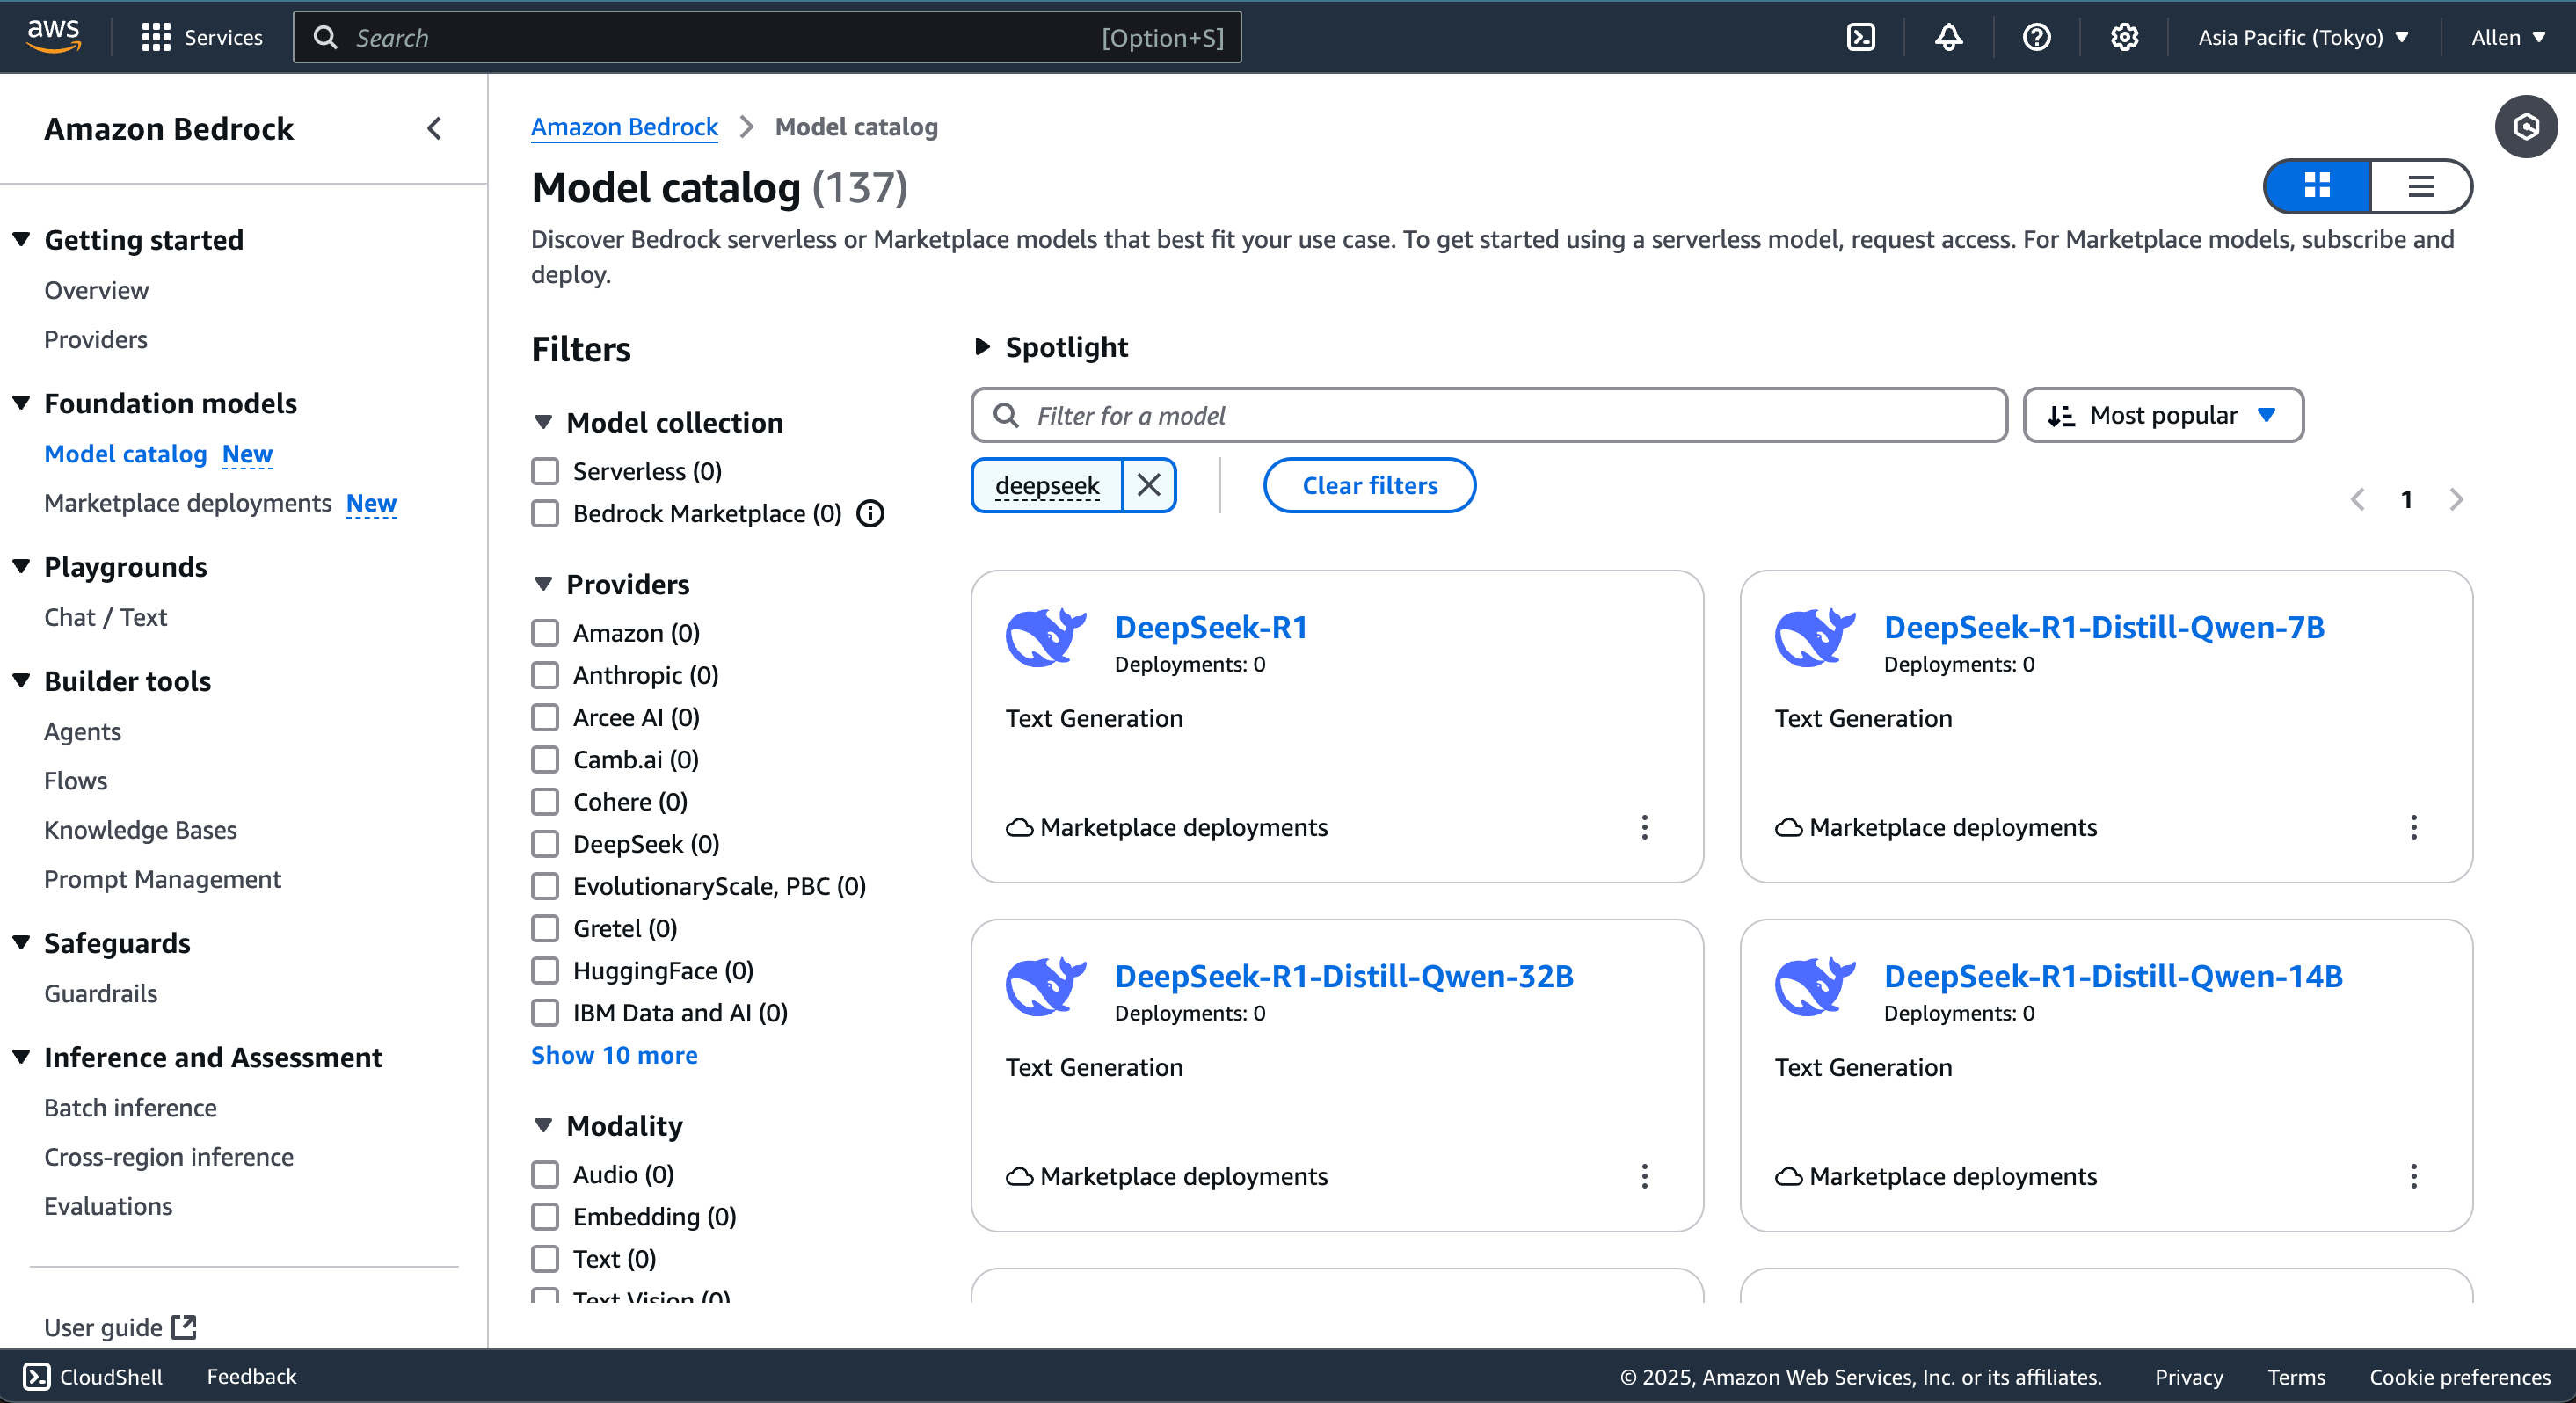 aws
Services
Search
[Option+S]
Asia Pacific (Tokyo)
Allen
Amazon Bedrock
Getting started
Overview
Providers
Foundation models
Model catalog New
Marketplace deployments New
Playgrounds
Chat / Text
Builder tools
Agents
Flows
Knowledge Bases
Prompt Management
Safeguards
Guardrails
Inference and Assessment
Batch inference
Cross-region inference
Evaluations
User guide
Amazon Bedrock
Model catalog
Model catalog (137)
Discover Bedrock serverless or Marketplace models that best fit your use case. To get started using a serverless model, request access. For Marketplace models, subscribe and
deploy.
Filters
Model collection
Serverless (0)
Bedrock Marketplace (0)
Providers
Amazon (0)
Anthropic (0)
Arcee AI (0)
Camb.ai (0)
Cohere (0)
DeepSeek (0)
EvolutionaryScale, PBC (0)
Gretel (0)
HuggingFace (0)
IBM Data and AI (0)
Show 10 more
Modality
Audio (0)
Embedding (0)
Text (0)
Text Vision (0)
Spotlight
Filter for a model
Most popular
deepseek
Clear filters
1
DeepSeek-R1
Deployments: 0
Text Generation
Marketplace deployments
DeepSeek-R1-Distill-Qwen-7B
Deployments: 0
Text Generation
Marketplace deployments
DeepSeek-R1-Distill-Qwen-32B
Deployments: 0
Text Generation
Marketplace deployments
DeepSeek-R1-Distill-Qwen-14B
Deployments: 0
Text Generation
Marketplace deployments
CloudShell
Feedback
© 2025, Amazon Web Services, Inc. or its affiliates.
Privacy
Terms
Cookie preferences